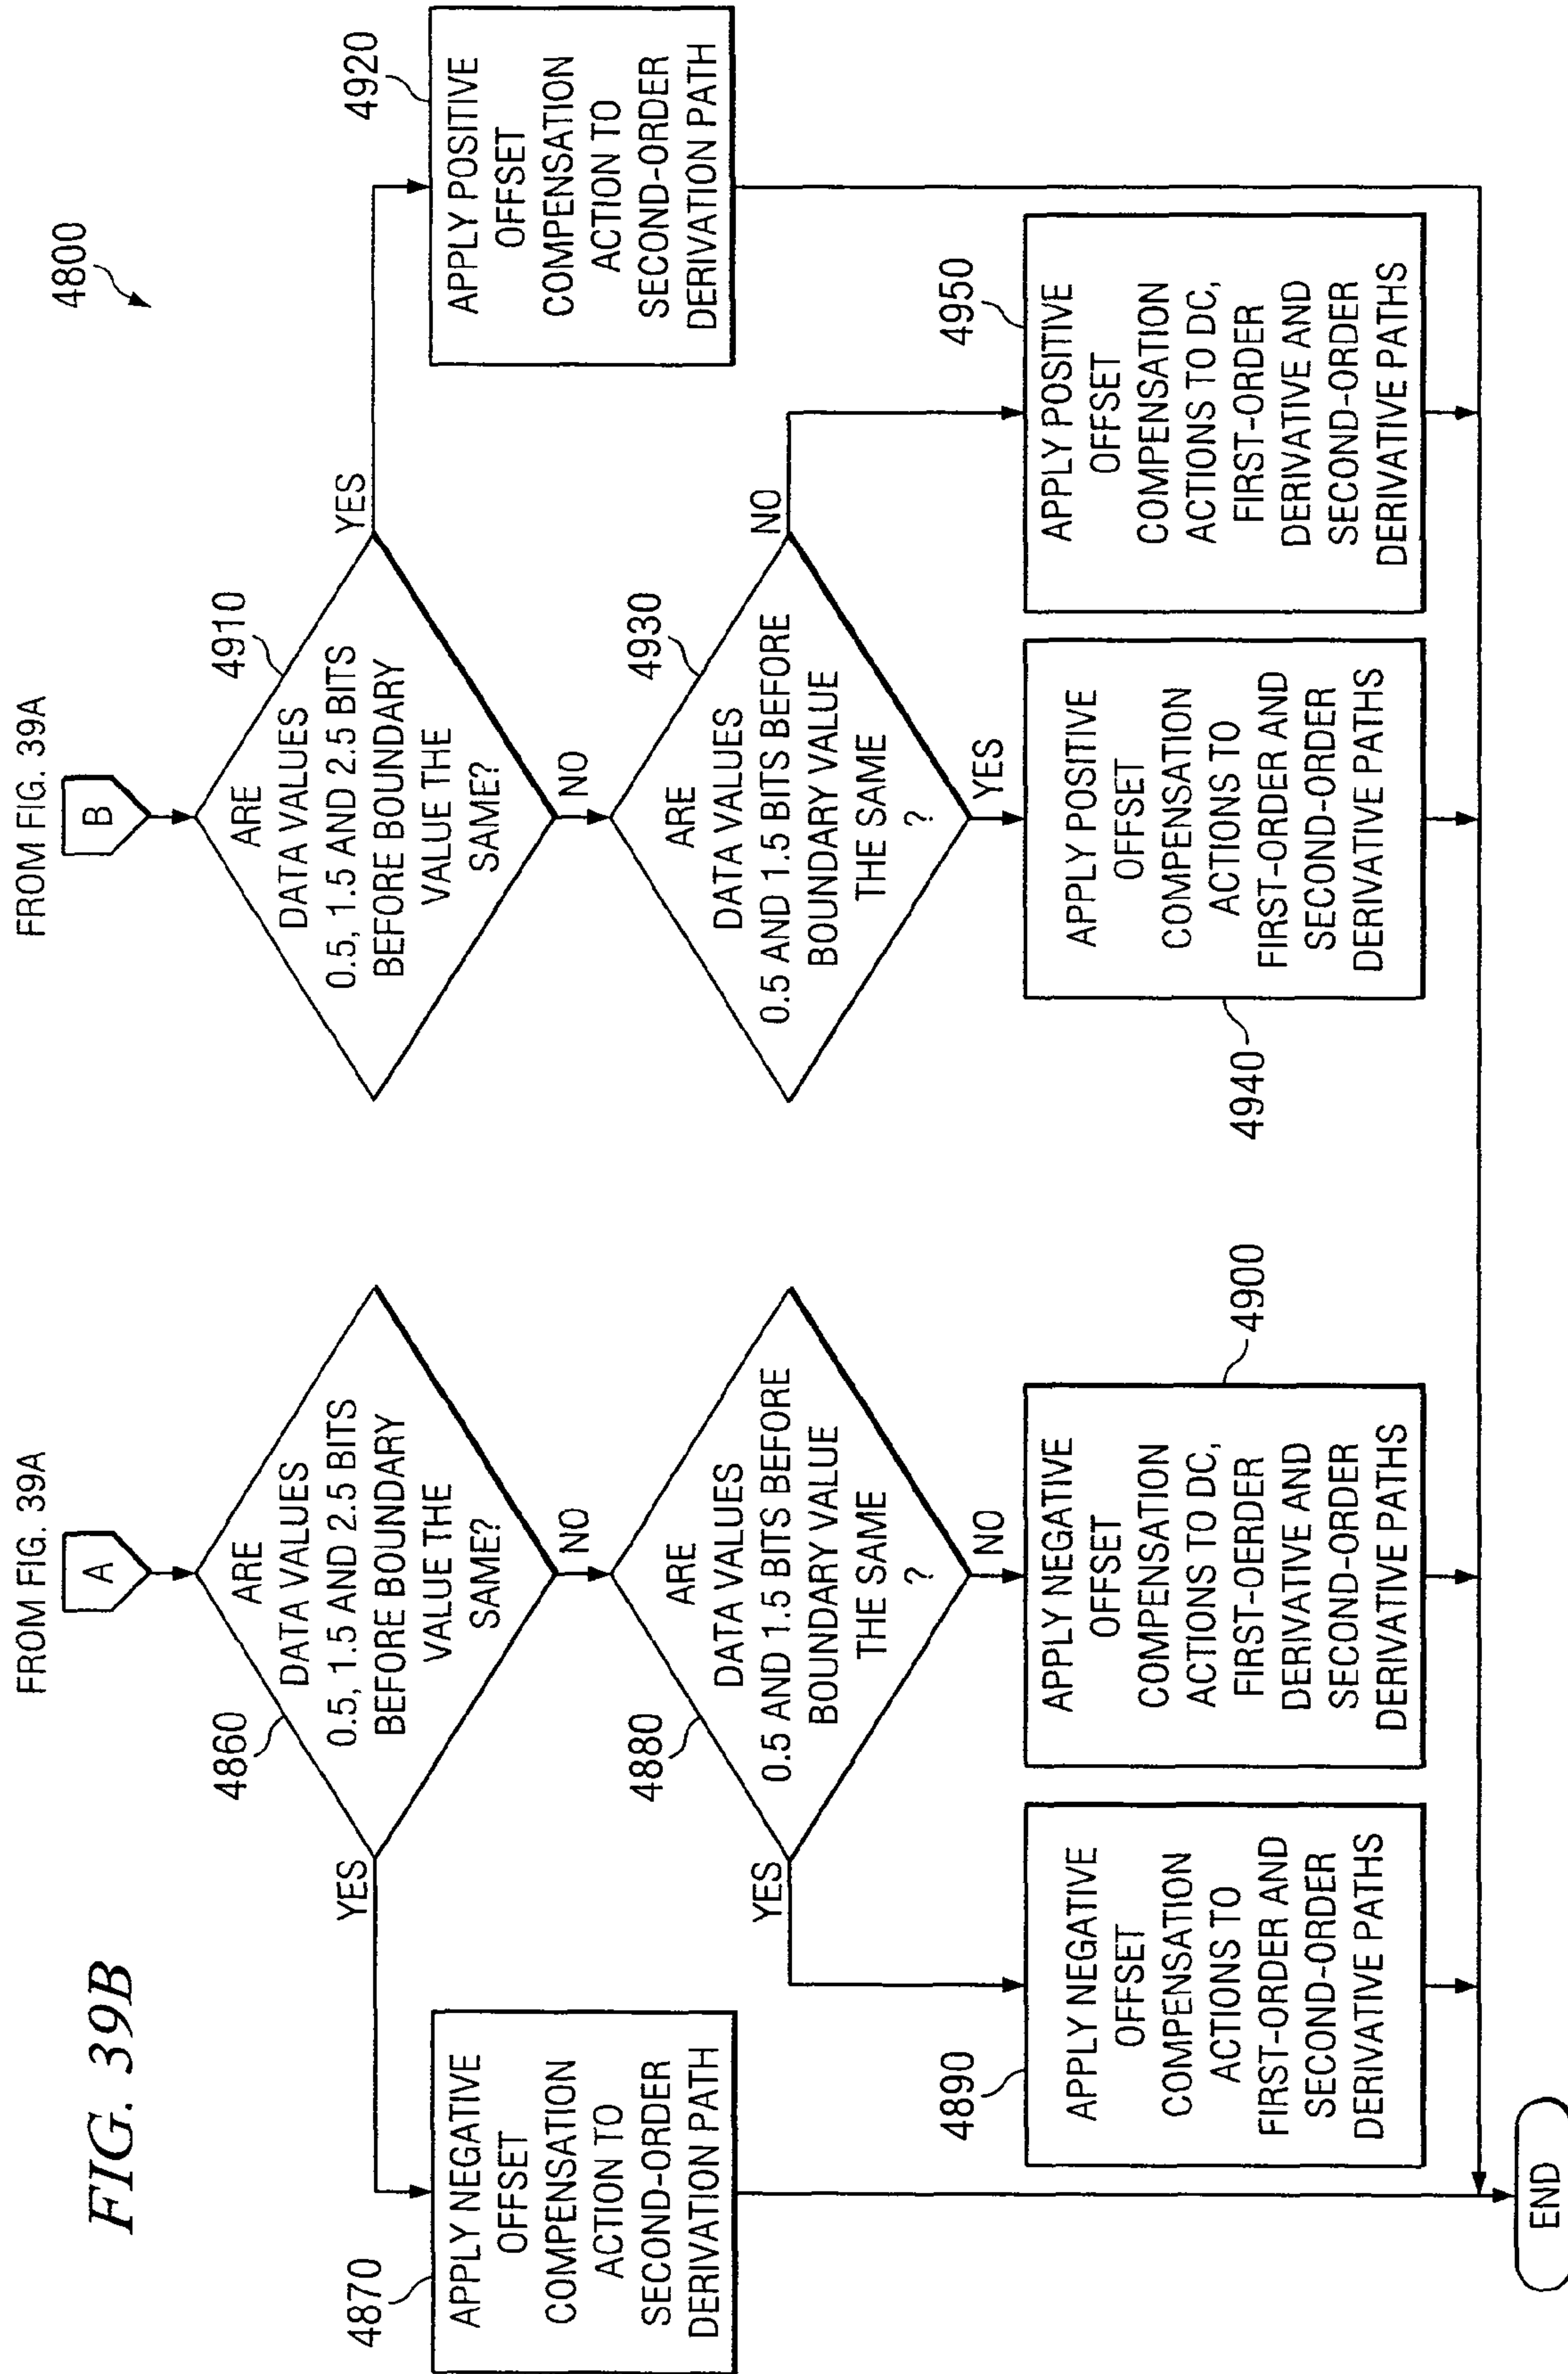 FIG. 39B
4800
FROM FIG. 39A
A
4860
ARE
DATA VALUES
0.5, 1.5 AND 2.5 BITS
BEFORE BOUNDARY
VALUE THE
SAME?
YES
NO
4870
APPLY NEGATIVE
OFFSET
COMPENSATION
ACTION TO
SECOND-ORDER
DERIVATION PATH
4880
ARE
DATA VALUES
0.5 AND 1.5 BITS BEFORE
BOUNDARY VALUE
THE SAME
?
YES
NO
4890
APPLY NEGATIVE
OFFSET
COMPENSATION
ACTIONS TO
FIRST-ORDER AND
SECOND-ORDER
DERIVATIVE PATHS
4900
APPLY NEGATIVE
OFFSET
COMPENSATION
ACTIONS TO DC,
FIRST-OERDER
DERIVATIVE AND
SECOND-ORDER
DERIVATIVE PATHS
FROM FIG. 39A
B
4910
ARE
DATA VALUES
0.5, 1.5 AND 2.5 BITS
BEFORE BOUNDARY
VALUE THE
SAME?
YES
NO
4920
APPLY POSITIVE
OFFSET
COMPENSATION
ACTION TO
SECOND-ORDER
DERIVATION PATH
4930
ARE
DATA VALUES
0.5 AND 1.5 BITS BEFORE
BOUNDARY VALUE
THE SAME
?
NO
YES
4940
APPLY POSITIVE
OFFSET
COMPENSATION
ACTIONS TO
FIRST-ORDER AND
SECOND-ORDER
DERIVATIVE PATHS
4950
APPLY POSITIVE
OFFSET
COMPENSATION
ACTIONS TO DC,
FIRST-ORDER
DERIVATIVE AND
SECOND-ORDER
DERIVATIVE PATHS
END